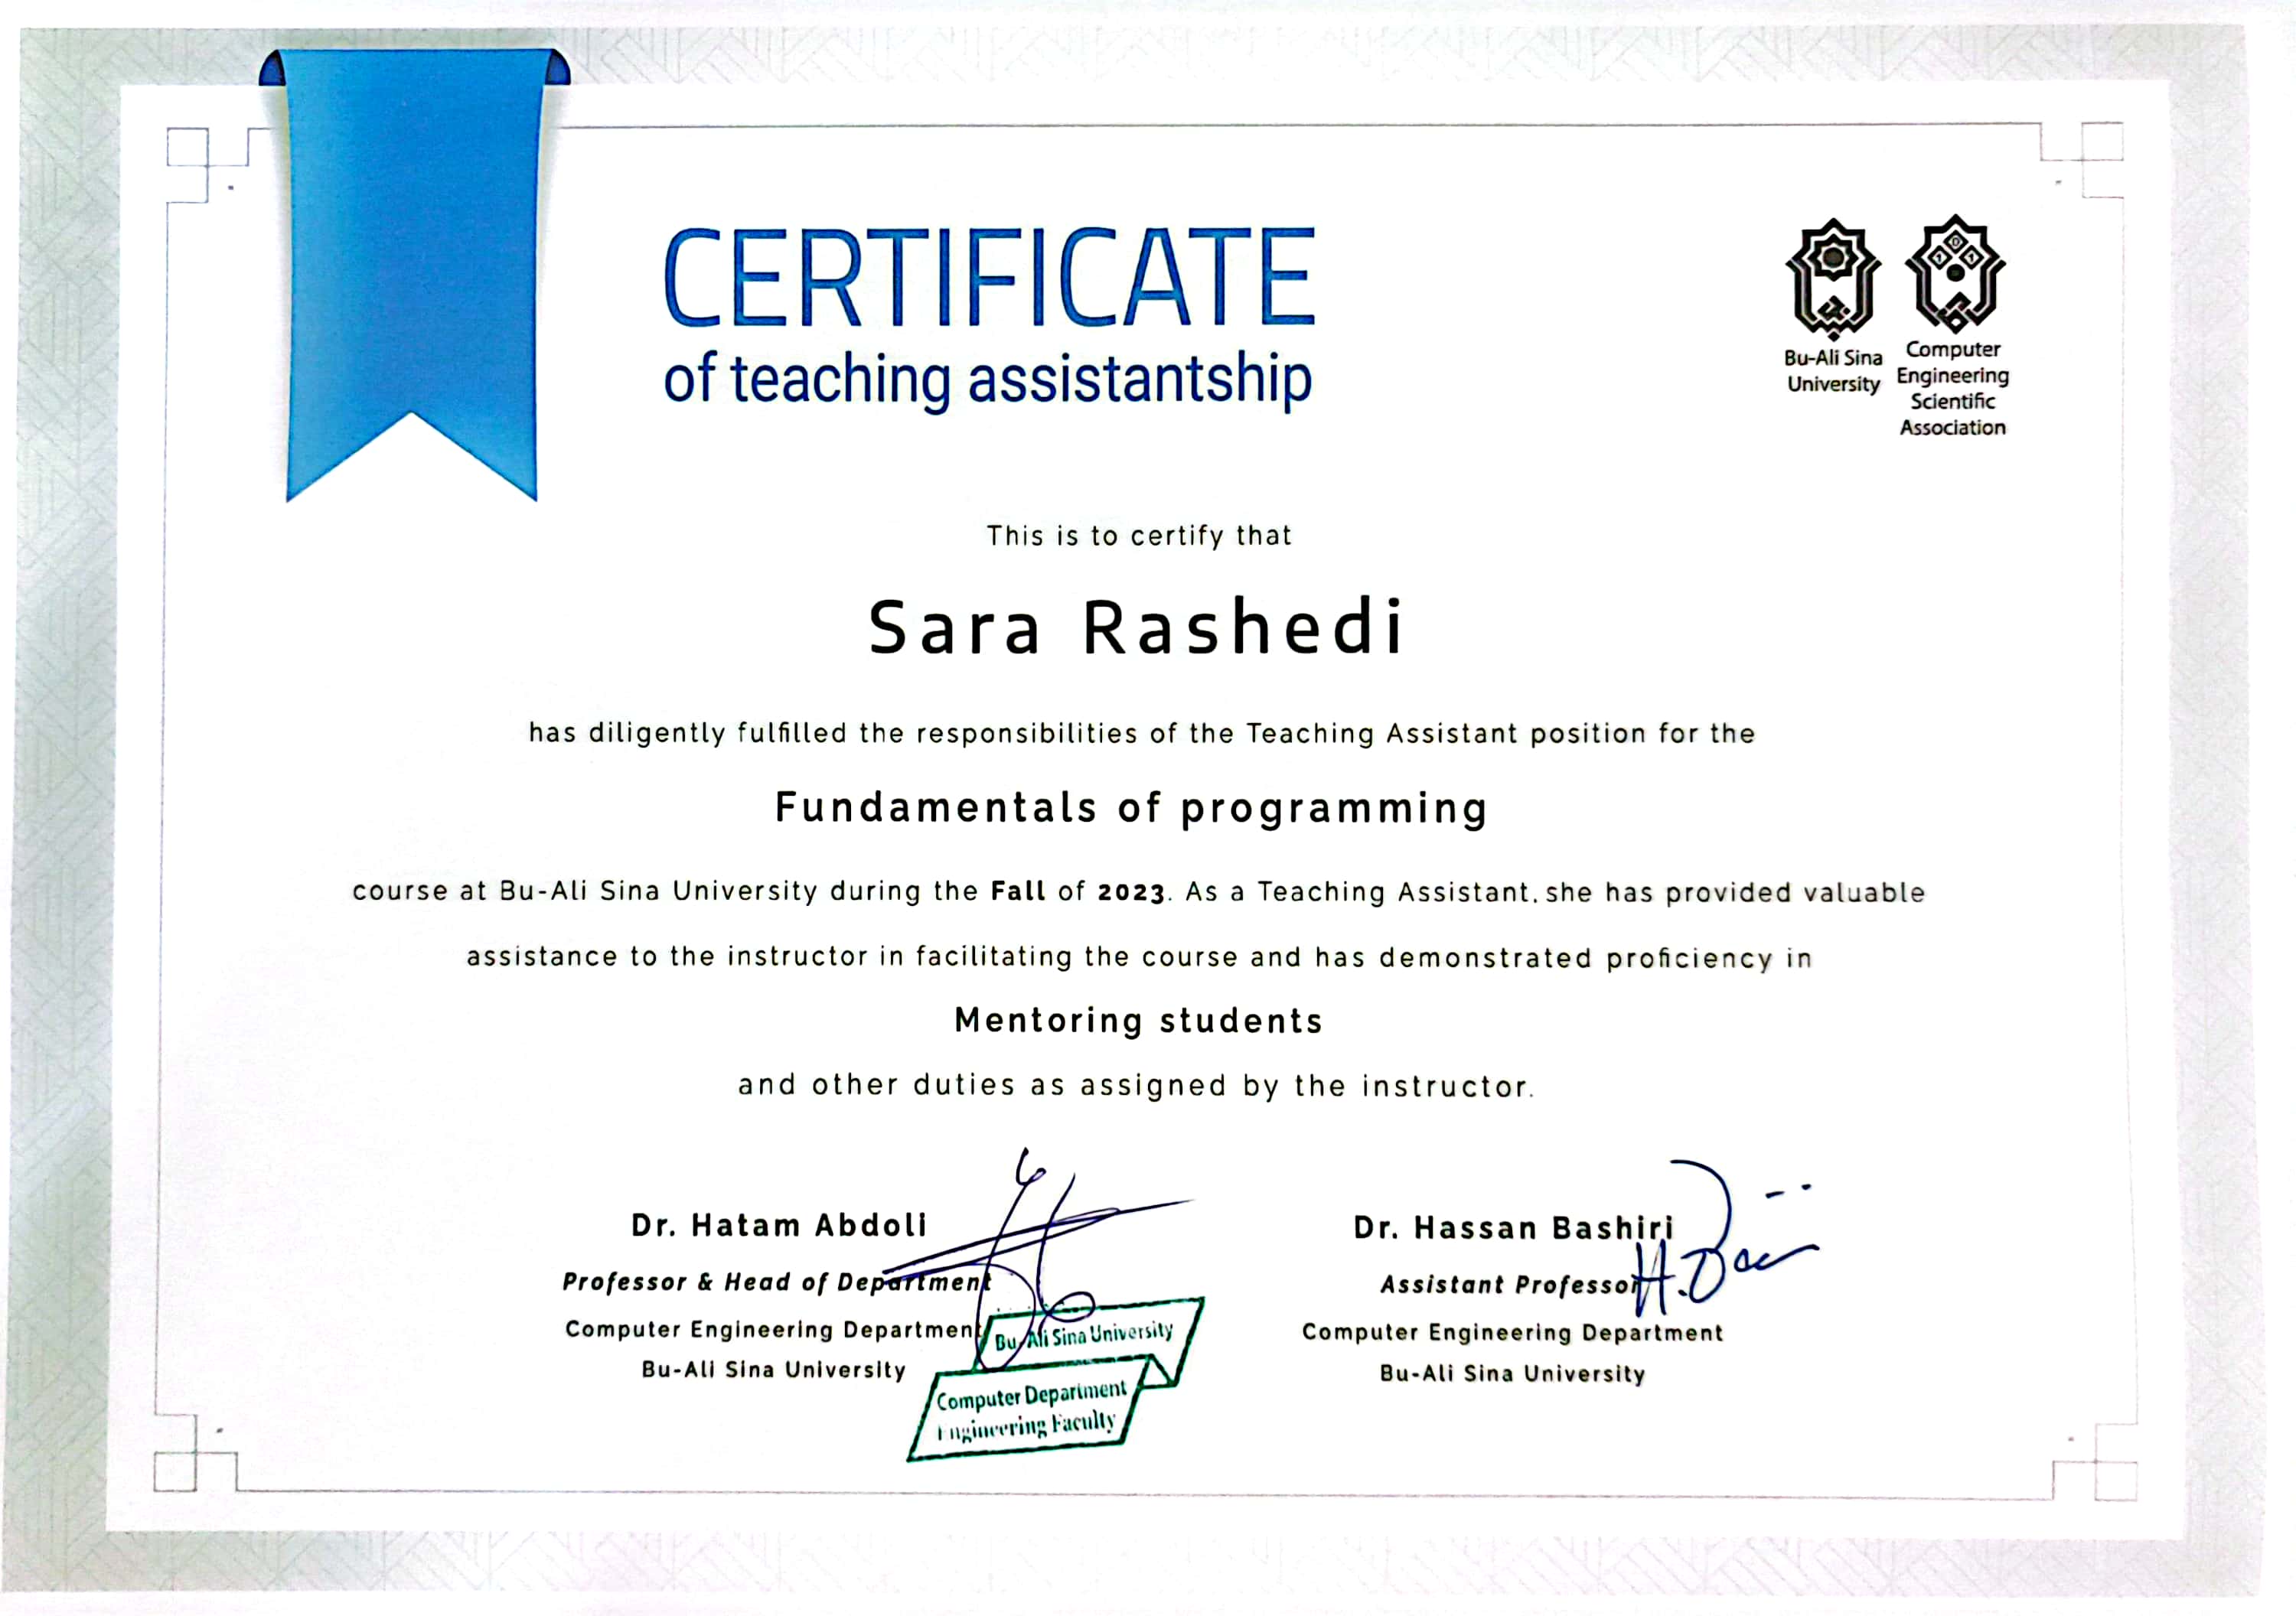 CERTIFICATE
of teaching assistantship
Bu-Ali Sina
University
Computer
Engineering
Scientific
Association
This is to certify that
Sara Rashedi
has diligently fulfilled the responsibilities of the Teaching Assistant position for the
Fundamentals of programming
course at Bu-Ali Sina University during the Fall of 2023. As a Teaching Assistant, she has provided valuable
assistance to the instructor in facilitating the course and has demonstrated proficiency in
Mentoring students
and other duties as assigned by the instructor.
Dr. Hatam Abdoli
Professor & Head of Department
Computer Engineering Department
Bu-Ali Sina University
Dr. Hassan Bashiri
Assistant Professor
Computer Engineering Department
Bu-Ali Sina University
Bu-Ali Sina University
Computer Department
Engineering Faculty